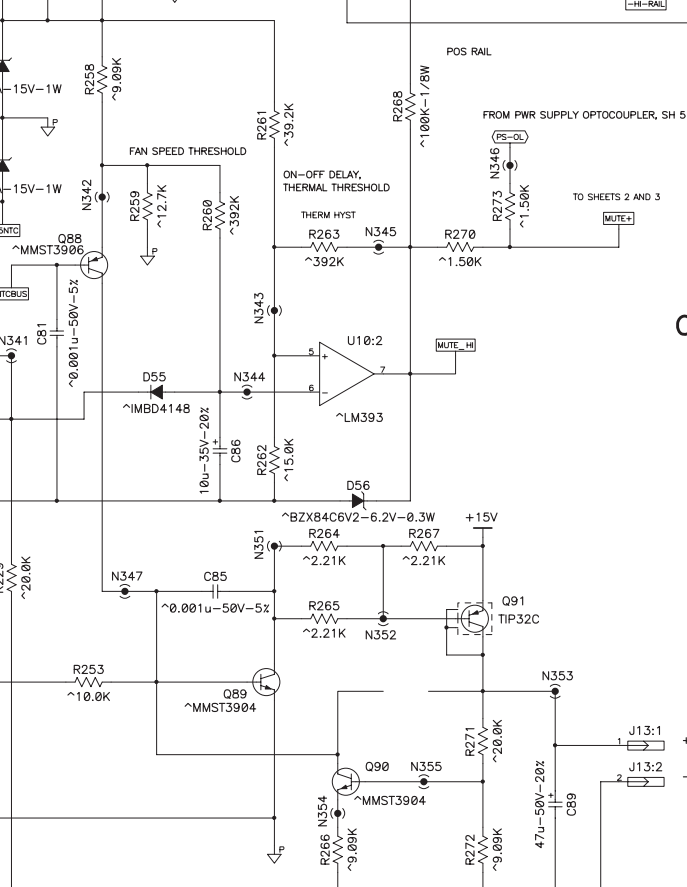 -HI-RAIL
POS RAIL
R258
^9.09K
-15V-1W
P
R261
^39.2K
R268
^100K-1/8W
FROM PWR SUPPLY OPTOCOUPLER, SH 5
PS-OL
FAN SPEED THRESHOLD
N346
-15V-1W
N342
R259
^12.7K
R260
^392K
ON-OFF DELAY,
THERMAL THRESHOLD
R273
^1.50K
TO SHEETS 2 AND 3
MUTE+
THERM HYST
R263
^392K
N345
R270
^1.50K
P
Q88
^MMST3906
C81
^0.001u-50V-5%
N341
N343
U10:2
5
+
6
-
7
MUTE_HI
^LM393
D55
^IMBD4148
N344
10u-35V-20%
+
C86
R262
^15.0K
D56
^BZX84C6V2-6.2V-0.3W
+15V
N351
R264
^2.21K
R267
^2.21K
^20.0K
N347
C85
^0.001u-50V-5%
R265
^2.21K
N352
Q91
TIP32C
R253
^10.0K
Q89
^MMST3904
N353
R271
^20.0K
J13:1
1
J13:2
2
+
-
Q90
^MMST3904
N355
N354
47u-50V-20%
+
C89
P
R266
^9.09K
R272
^9.09K